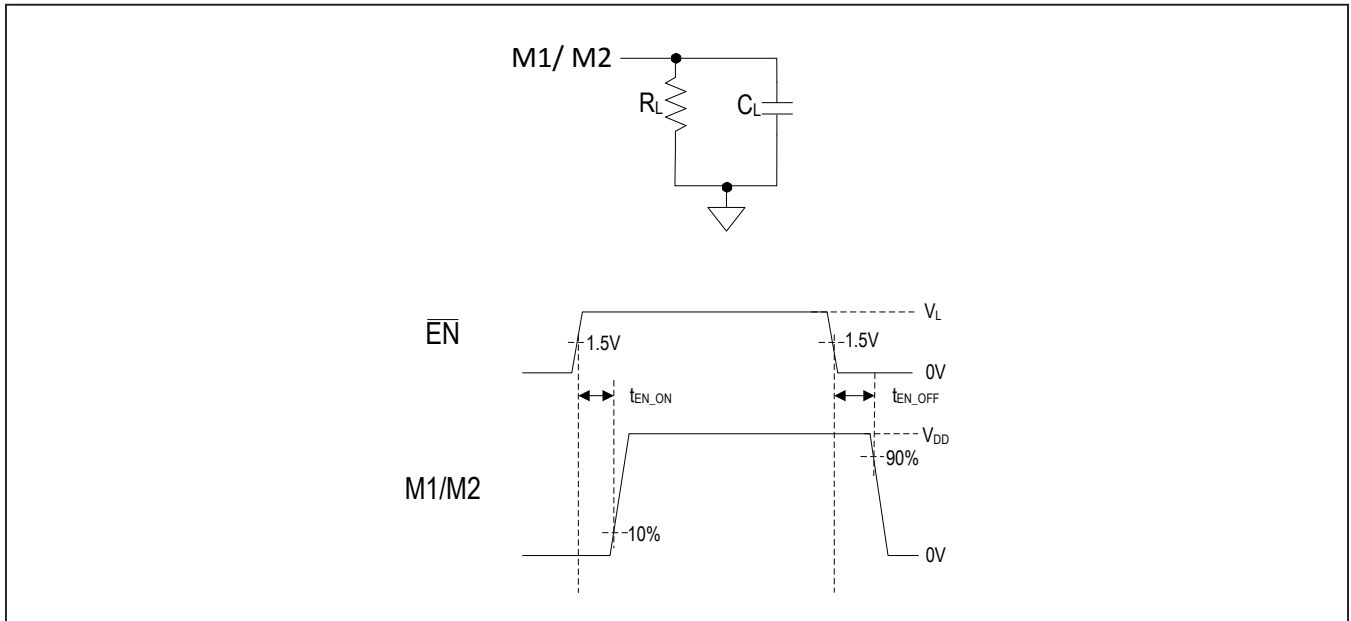 M1/ M2
RL
CL
EN
VL
1.5V
1.5V
0V
tEN_ON
tEN_OFF
VDD
90%
M1/M2
10%
0V